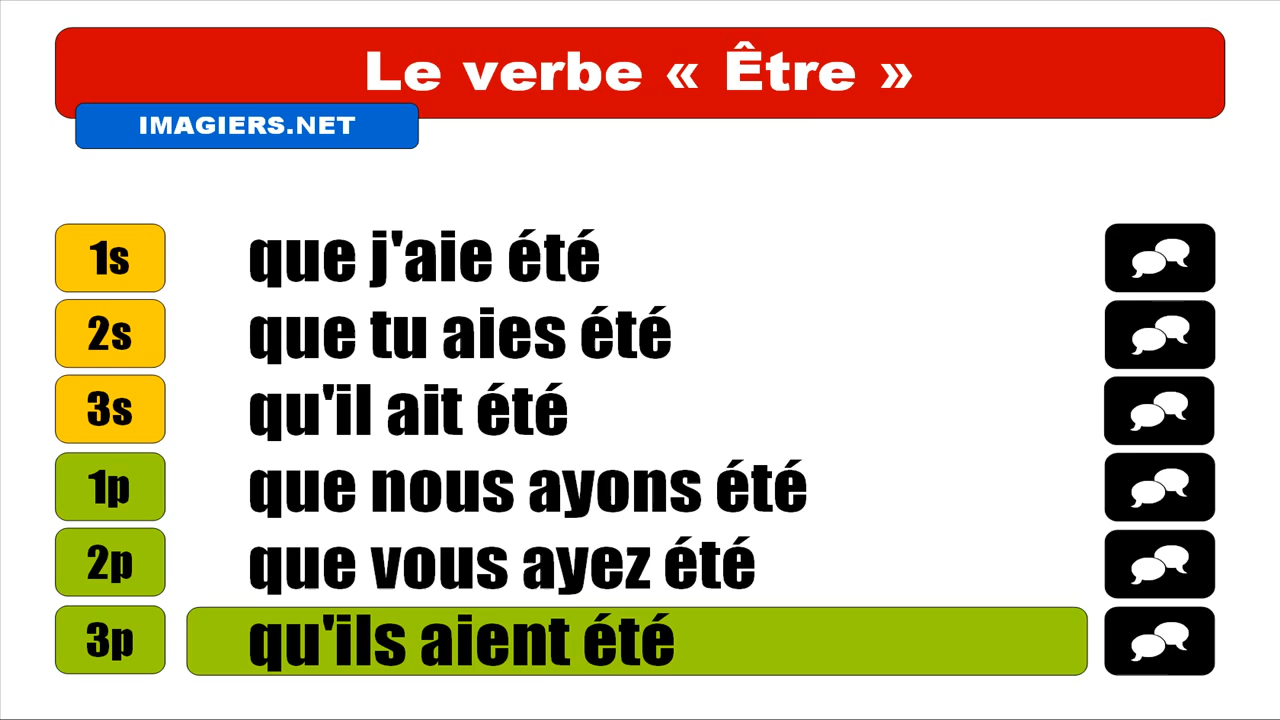 Le verbe « Être »
IMAGIERS.NET
1s que j'aie été
2s que tu aies été
3s qu'il ait été
1p que nous ayons été
2p que vous ayez été
3p qu'ils aient été